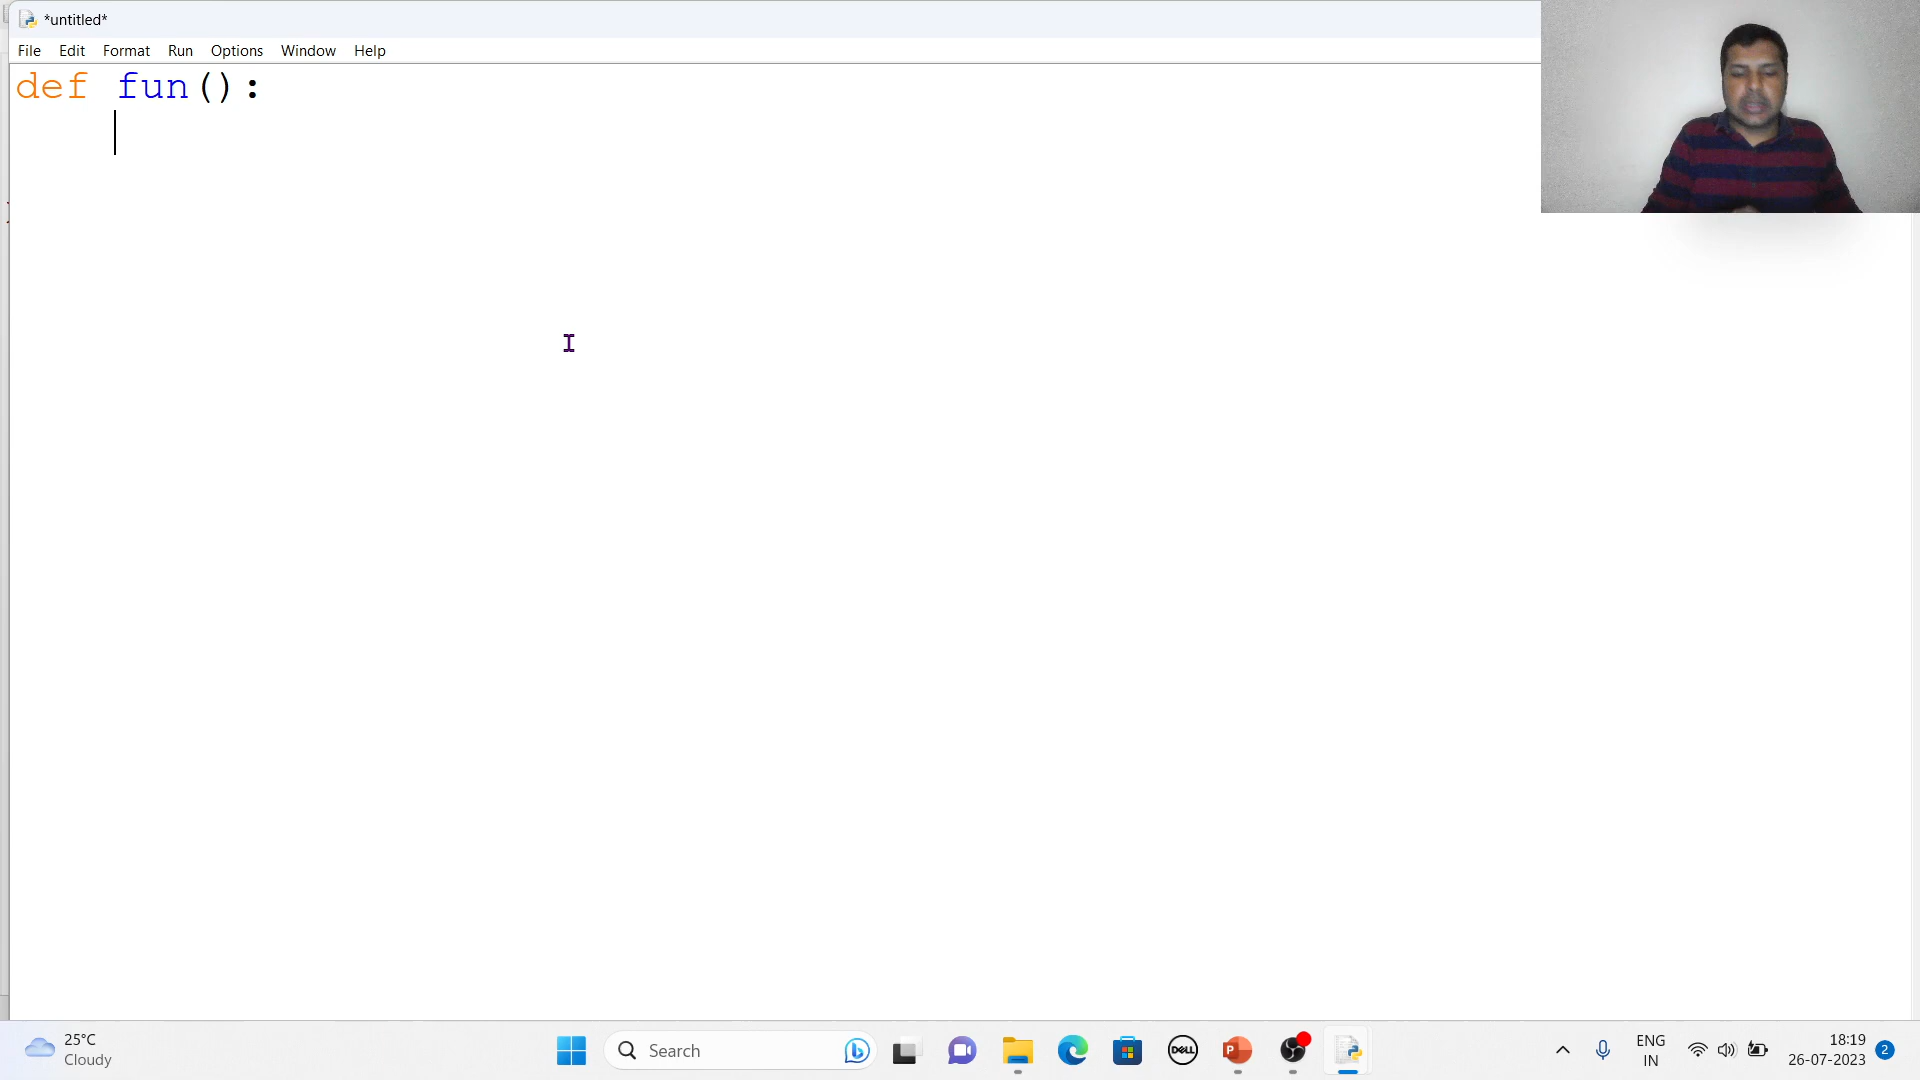 *untitled*
File Edit Format Run Options Window Help
def fun():
25°C
Cloudy
Search
DELL
P
ENG
IN
18:19
26-07-2023
2